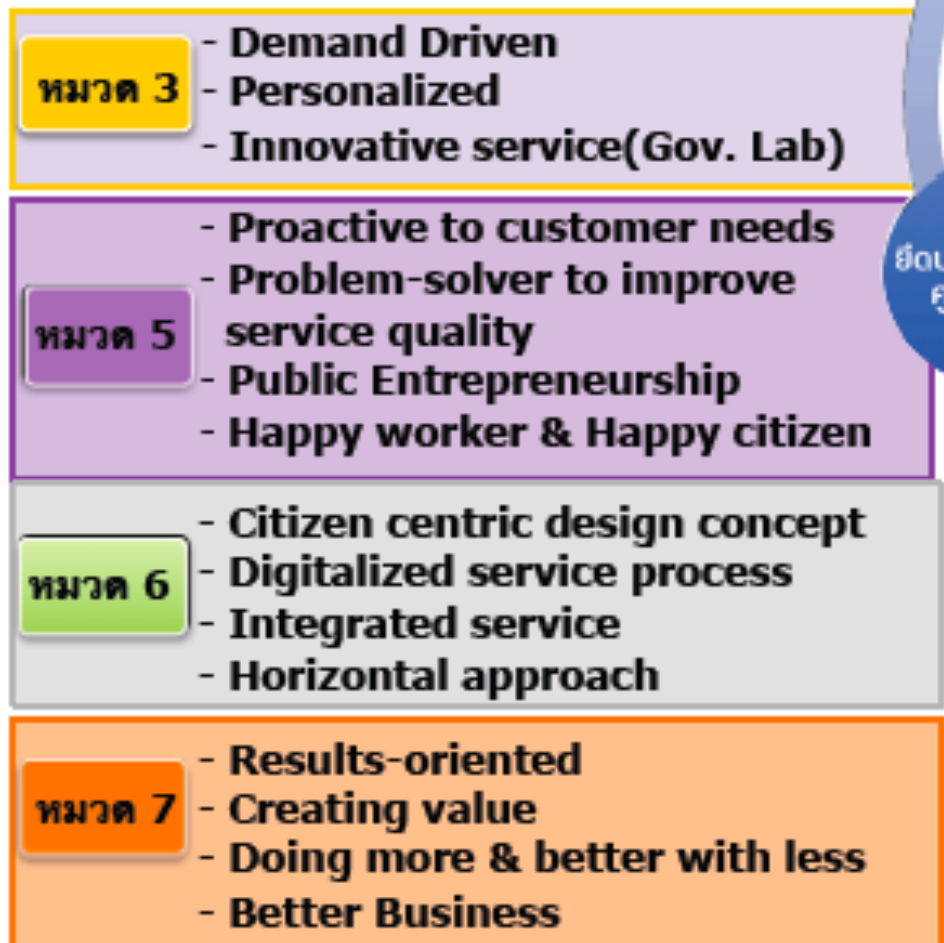 หมวด 3
- Demand Driven
- Personalized
- Innovative service(Gov. Lab)
หมวด 5
- Proactive to customer needs
- Problem-solver to improve
service quality
- Public Entrepreneurship
- Happy worker & Happy citizen
หมวด 6
- Citizen centric design concept
- Digitalized service process
- Integrated service
- Horizontal approach
หมวด 7
- Results-oriented
- Creating value
- Doing more & better with less
- Better Business